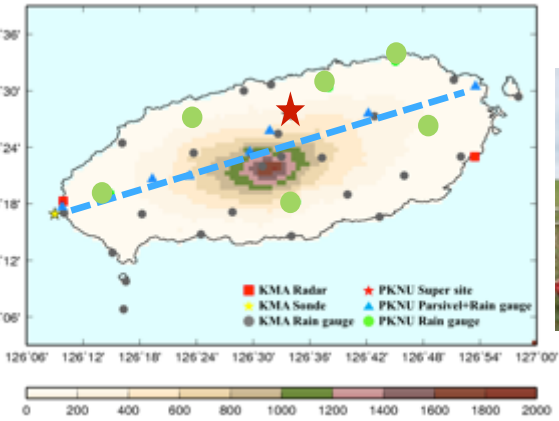 36'
30'
24'
18'
12'
06'
KMA Radar
KMA Sonde
KMA Rain gauge
PKNU Super site
PKNU Parsivel+Rain gauge
PKNU Rain gauge
126°06' 126°12' 126°18' 126°24' 126°30' 126°36' 126°42' 126°48' 126°54' 127°00'
0 200 400 600 800 1000 1200 1400 1600 1800 2000